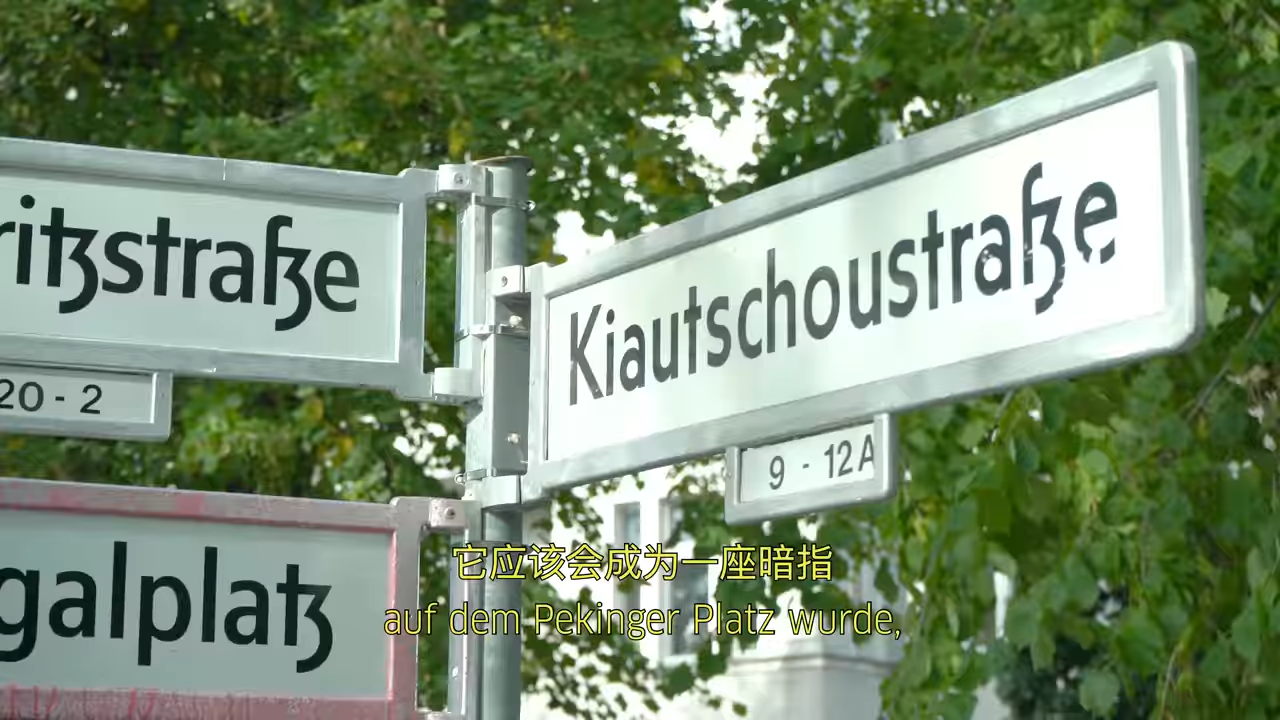 ritzstraße
20 - 2
Kiautschoustraße
9 - 12A
galplatz
它应该会成为一座暗指
auf dem Pekinger Platz wurde,